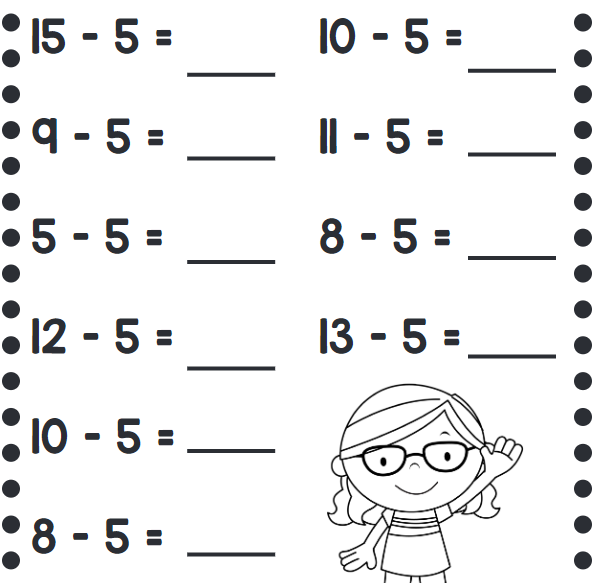 15 - 5 = ____ 10 - 5 = ____
9 - 5 = ____ 11 - 5 = ____
5 - 5 = ____ 8 - 5 = ____
12 - 5 = ____ 13 - 5 = ____
10 - 5 = ____
8 - 5 = ____